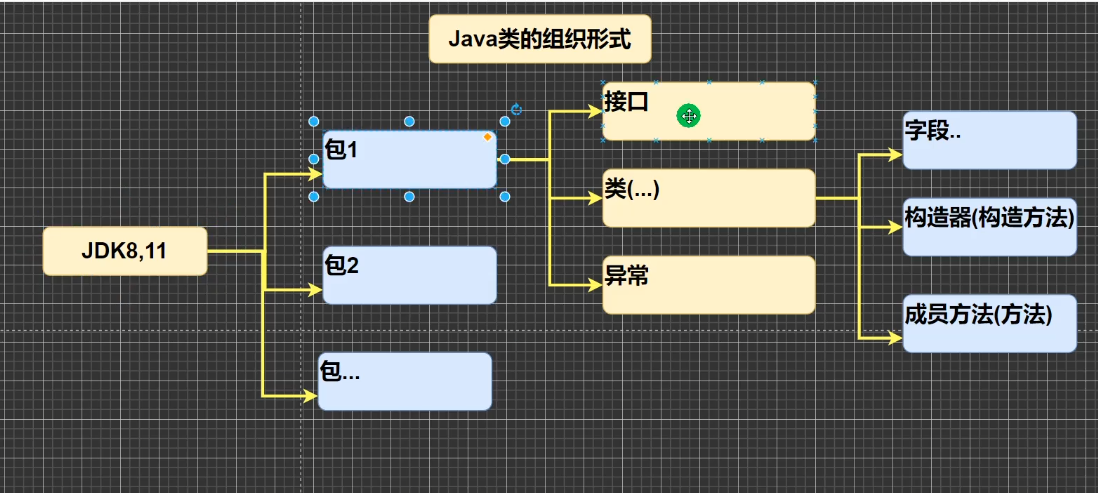 Java类的组织形式
JDK8,11
包1
包2
包...
接口
类(...)
异常
字段..
构造器(构造方法)
成员方法(方法)